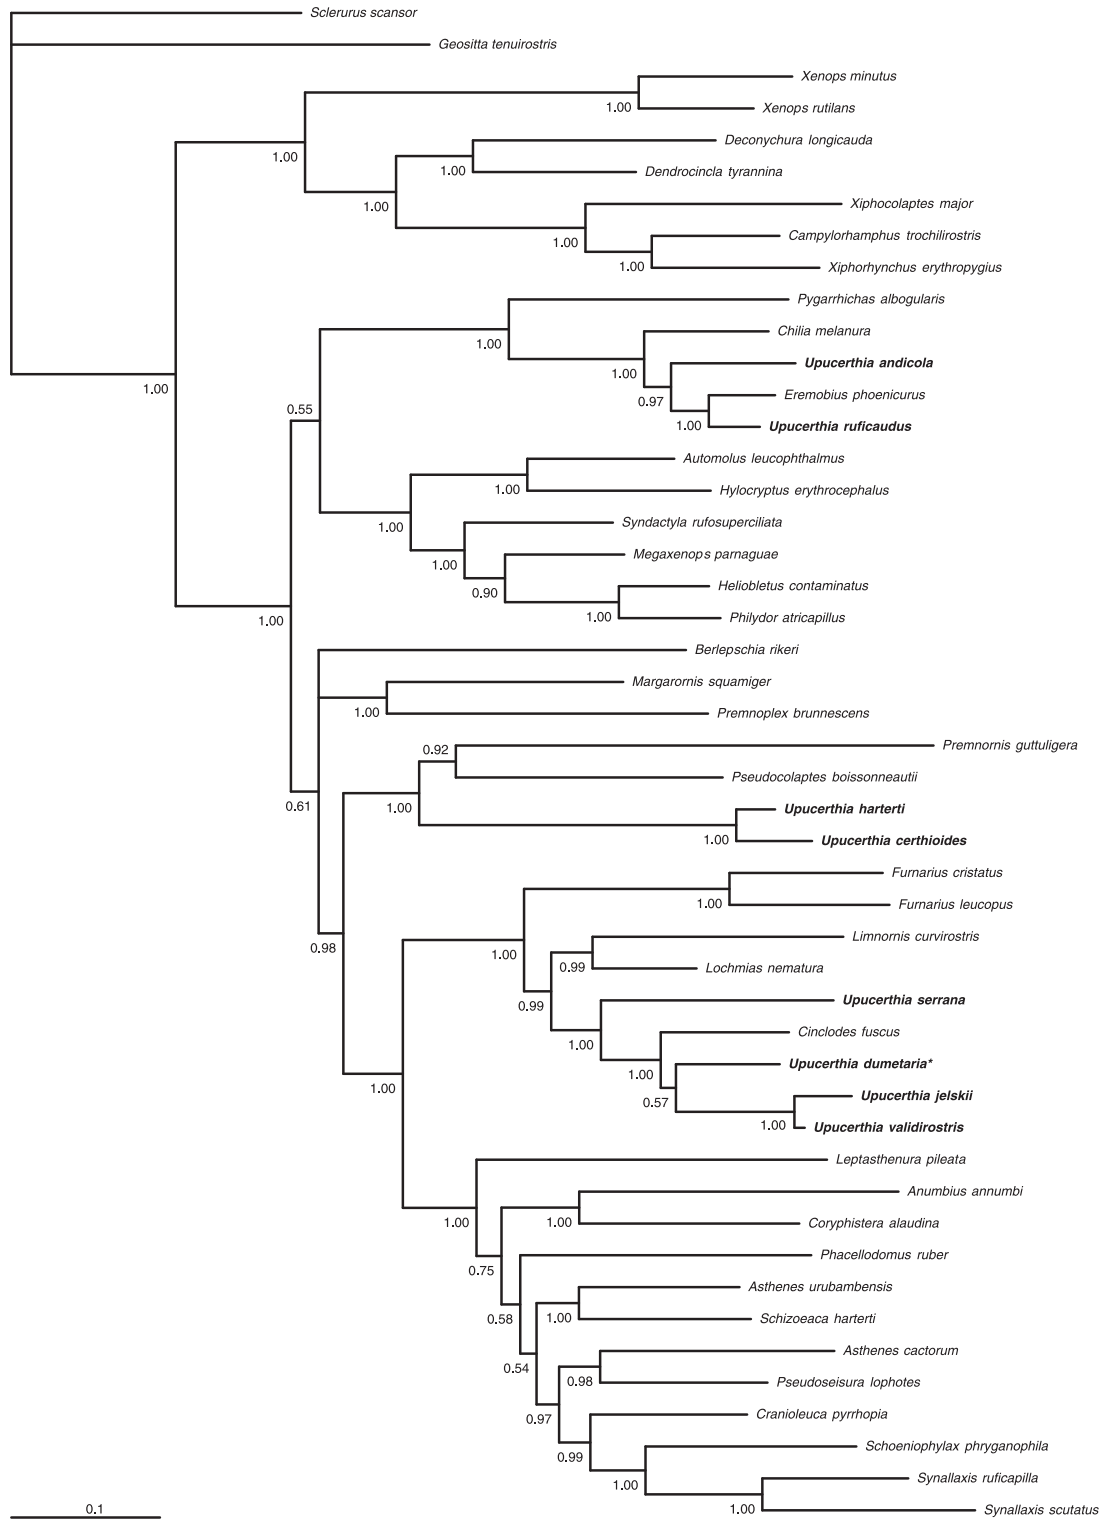 Sclerurus scansor
Geositta tenuirostris
Xenops minutus
1.00
Xenops rutilans
Deconychura longicauda
1.00
1.00
Dendrocincla tyrannina
1.00
Xiphocolaptes major
Campylorhamphus trochilirostris
1.00
1.00
Xiphorhynchus erythropygius
Pygarrhichas albogularis
Chilia melanura
1.00
Upucerthia andicola
1.00
1.00
0.97
Eremobius phoenicurus
0.55
1.00
Upucerthia ruficaudus
Automolus leucophthalmus
1.00
Hylocryptus erythrocephalus
Syndactyla rufosuperciliata
1.00
Megaxenops parnaguae
1.00
Heliobletus contaminatus
0.90
1.00
Philydor atricapillus
1.00
Berlepschia rikeri
Margarornis squamiger
1.00
Premnoplex brunnescens
0.92
Premnornis guttuligera
Pseudocolaptes boissonneautii
0.61
1.00
Upucerthia harterti
1.00
Upucerthia certhioides
Furnarius cristatus
1.00
Furnarius leucopus
Limnornis curvirostris
0.98
1.00
0.99
Lochmias nematura
0.99
Upucerthia serrana
Cinclodes fuscus
1.00
Upucerthia dumetaria*
1.00
1.00
0.57
Upucerthia jelskii
1.00
Upucerthia validirostris
Leptasthenura pileata
Anumbius annumbi
1.00
1.00
Coryphistera alaudina
Phacellodomus ruber
0.75
Asthenes urubambensis
0.58
1.00
Schizoeaca harterti
Asthenes cactorum
0.54
0.98
Pseudoseisura lophotes
0.97
Cranioleuca pyrrhopia
Schoeniophylax phryganophila
0.99
Synallaxis ruficapilla
1.00
0.1
1.00
Synallaxis scutatus